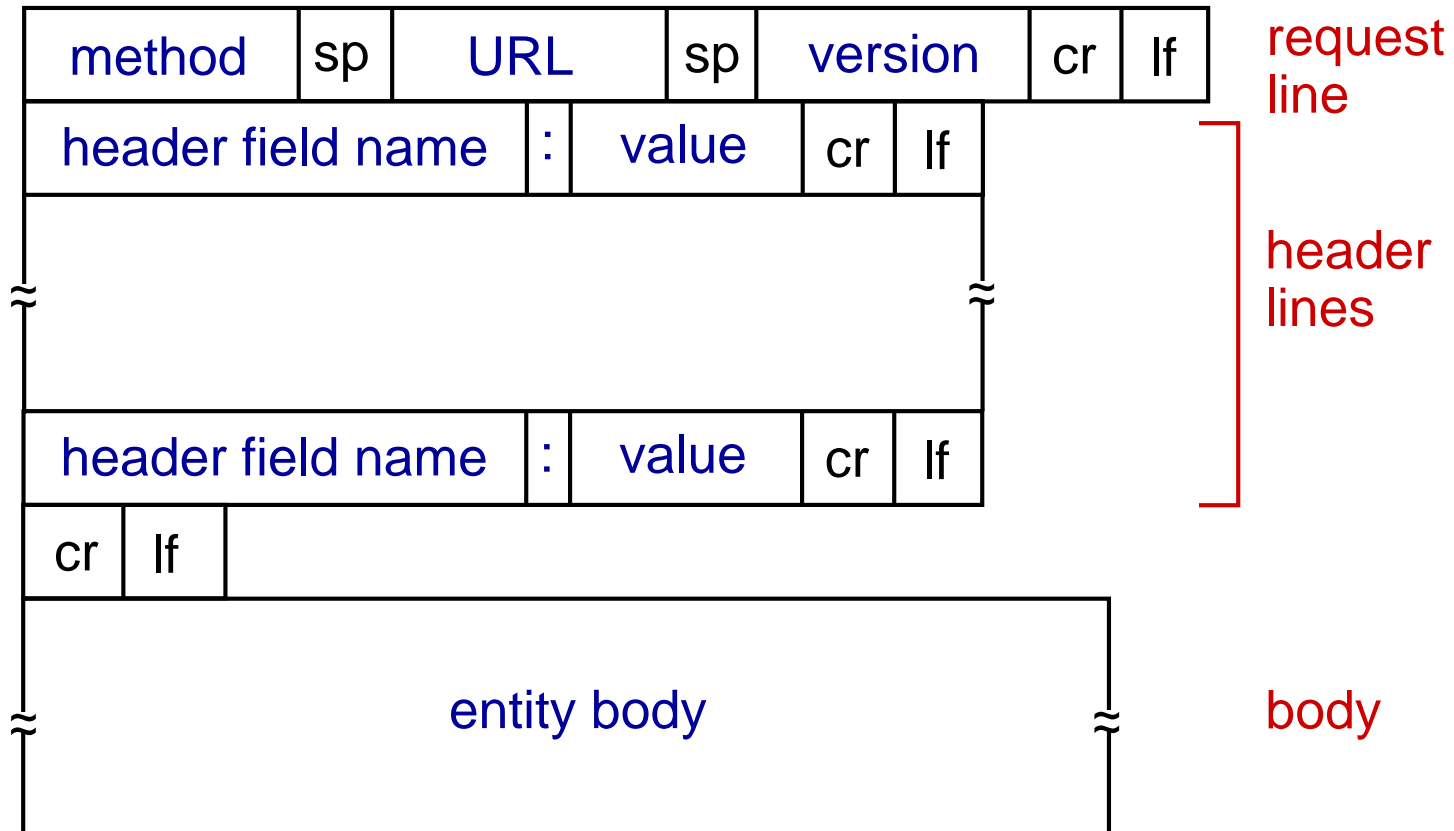 method sp URL sp version cr lf
request
line
header field name : value cr lf
header
lines
header field name : value cr lf
cr lf
entity body
body